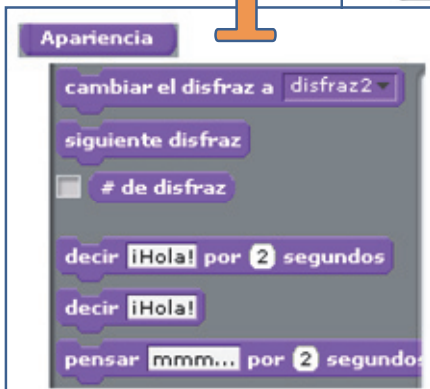 Apariencia
cambiar el disfraz a disfraz2
siguiente disfraz
# de disfraz
decir ¡Hola! por 2 segundos
decir ¡Hola!
pensar mmm... por 2 segundos